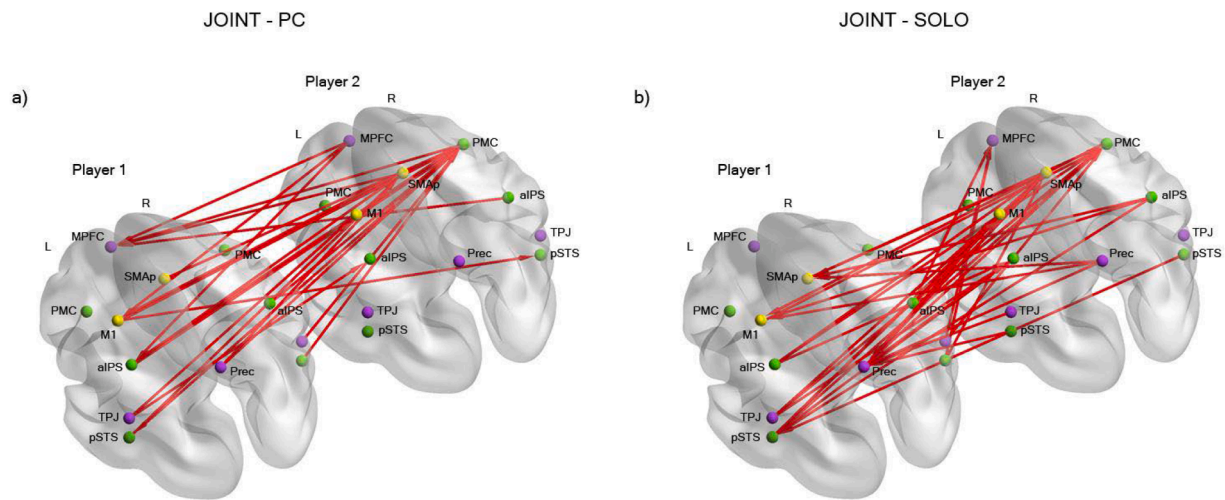 JOINT - PC
JOINT - SOLO
a)
Player 2
R
L
MPFC
PMC
SMAp
PMC
aIPS
M1
TPJ
pSTS
aIPS
Prec
TPJ
pSTS
Player 1
R
L
MPFC
PMC
SMAp
PMC
M1
aIPS
aIPS
Prec
TPJ
pSTS
b)
Player 2
R
L
MPFC
PMC
SMAp
PMC
aIPS
M1
TPJ
pSTS
aIPS
Prec
TPJ
pSTS
Player 1
R
L
MPFC
PMC
SMAp
PMC
M1
aIPS
aIPS
Prec
TPJ
pSTS